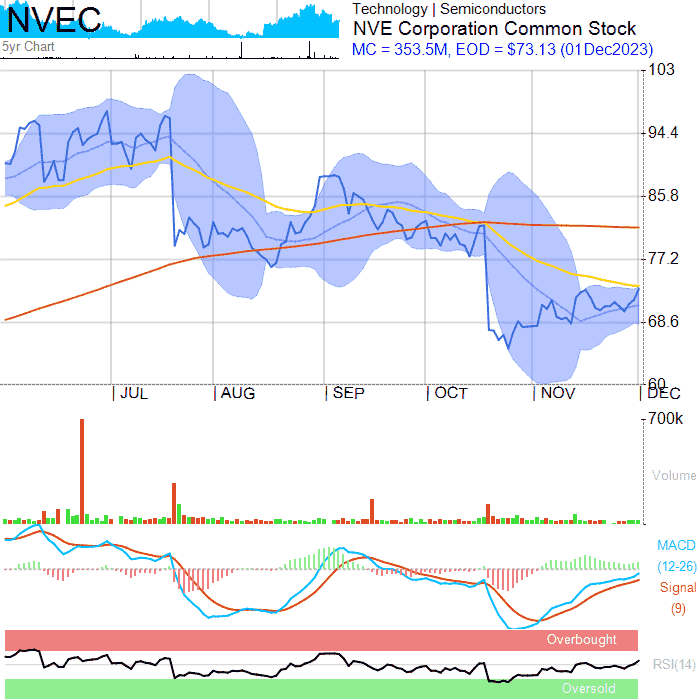 NVEC
5yr Chart
Technology | Semiconductors
NVE Corporation Common Stock
MC = 353.5M, EOD = $73.13 (01Dec2023)
103
94.4
85.8
77.2
68.6
60
JUL AUG SEP OCT NOV DEC
700k
Volume
MACD
(12-26)
Signal
(9)
Overbought
RSI(14)
Oversold